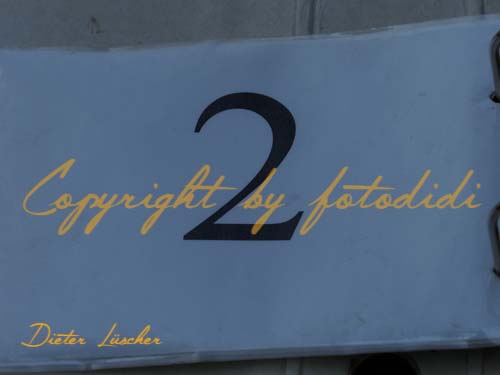 2
Copyright by fotodidi
Dieter Lüscher